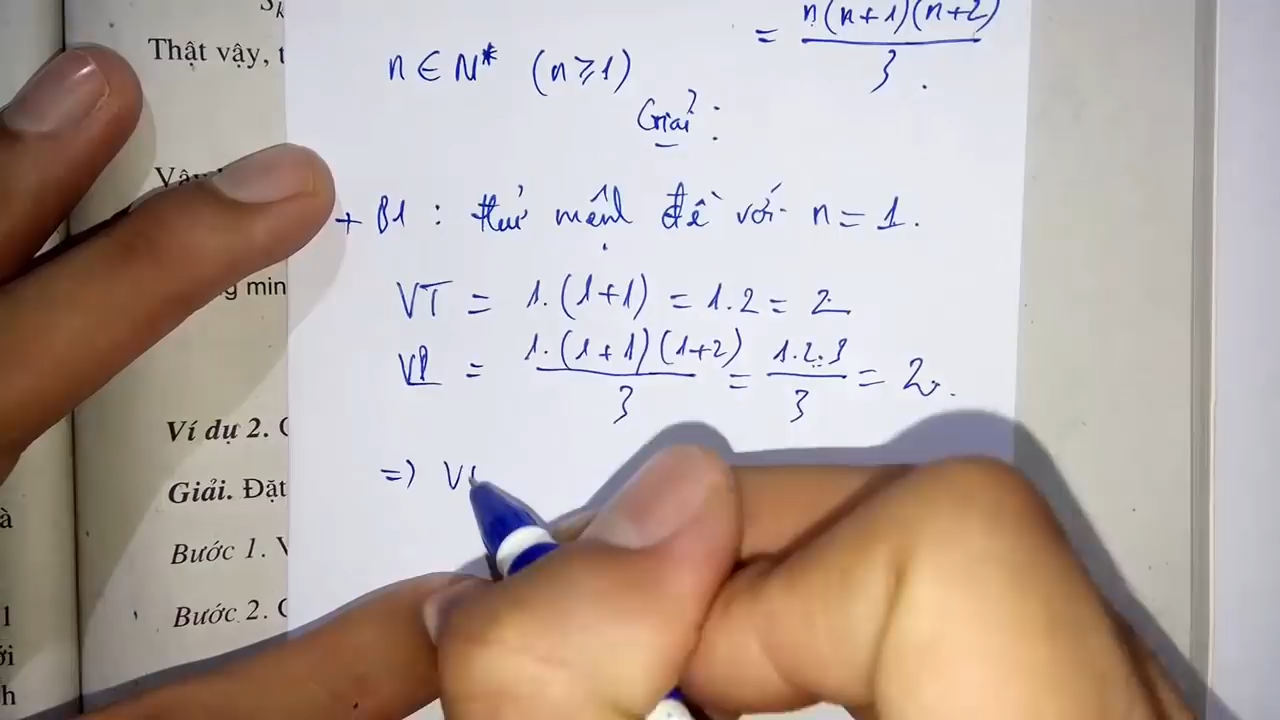 Thật vậy, t
g min
Ví dụ 2.
Giải. Đặt
Bước 1. V
Bước 2.
= n(n+1)(n+2) / 3 .
n ∈ N* (n ⩾ 1)
Giải :
+ B1 : thử mệnh đề với n = 1.
VT = 1.(1+1) = 1.2 = 2
VP = 1.(1+1)(1+2) / 3 = 1.2.3 / 3 = 2.
=> V